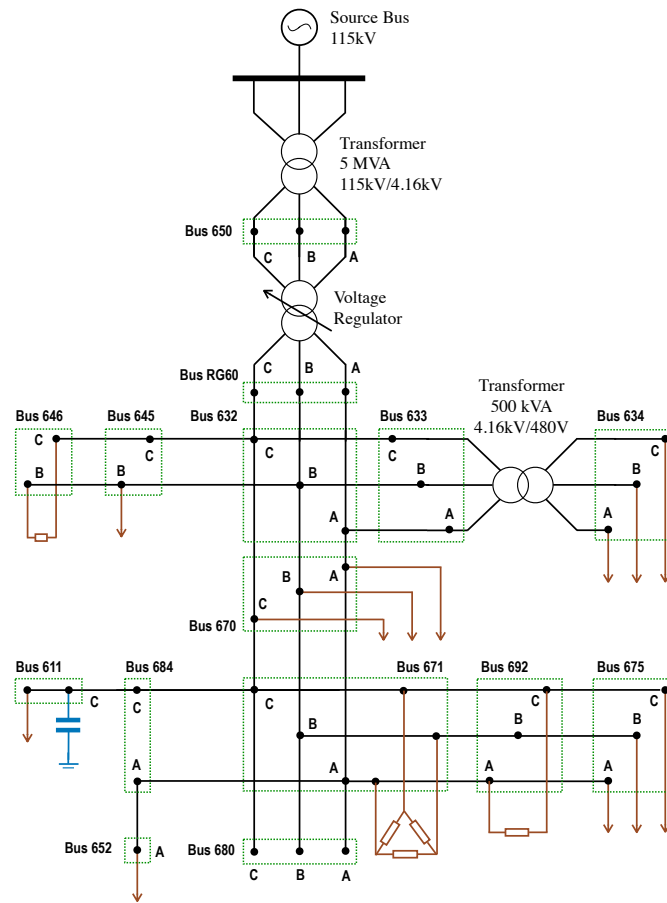 Source Bus
115kV
Transformer
5 MVA
115kV/4.16kV
Bus 650
C B A
Voltage
Regulator
C B A
Bus RG60
Transformer
500 kVA
4.16kV/480V
Bus 646 Bus 645 Bus 632 Bus 633 Bus 634
C C C C C
B B B B B
A A A
B A
C
Bus 670
Bus 611 Bus 684 Bus 671 Bus 692 Bus 675
C C C C C
B B B
A A A A
Bus 652 A Bus 680
C B A